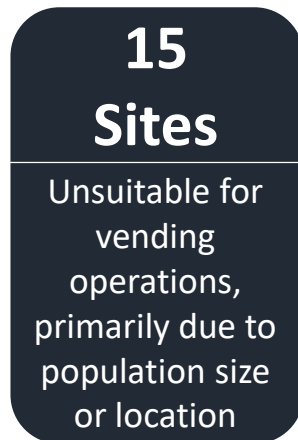 15
Sites
Unsuitable for
vending
operations,
primarily due to
population size
or location